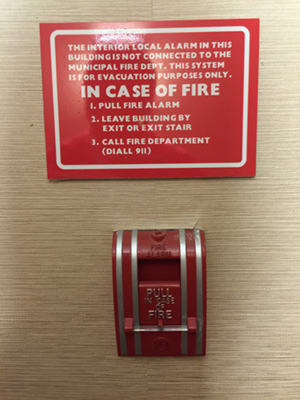 THE INTERIOR LOCAL ALARM IN THIS
BUILDING IS NOT CONNECTED TO THE
MUNICIPAL FIRE DEPT. THIS SYSTEM
IS FOR EVACUATION PURPOSES ONLY.
IN CASE OF FIRE
1. PULL FIRE ALARM
2. LEAVE BUILDING BY
EXIT OR EXIT STAIR
3. CALL FIRE DEPARTMENT
(DIALL 911)
FIRE
PULL
IN CASE
OF
FIRE